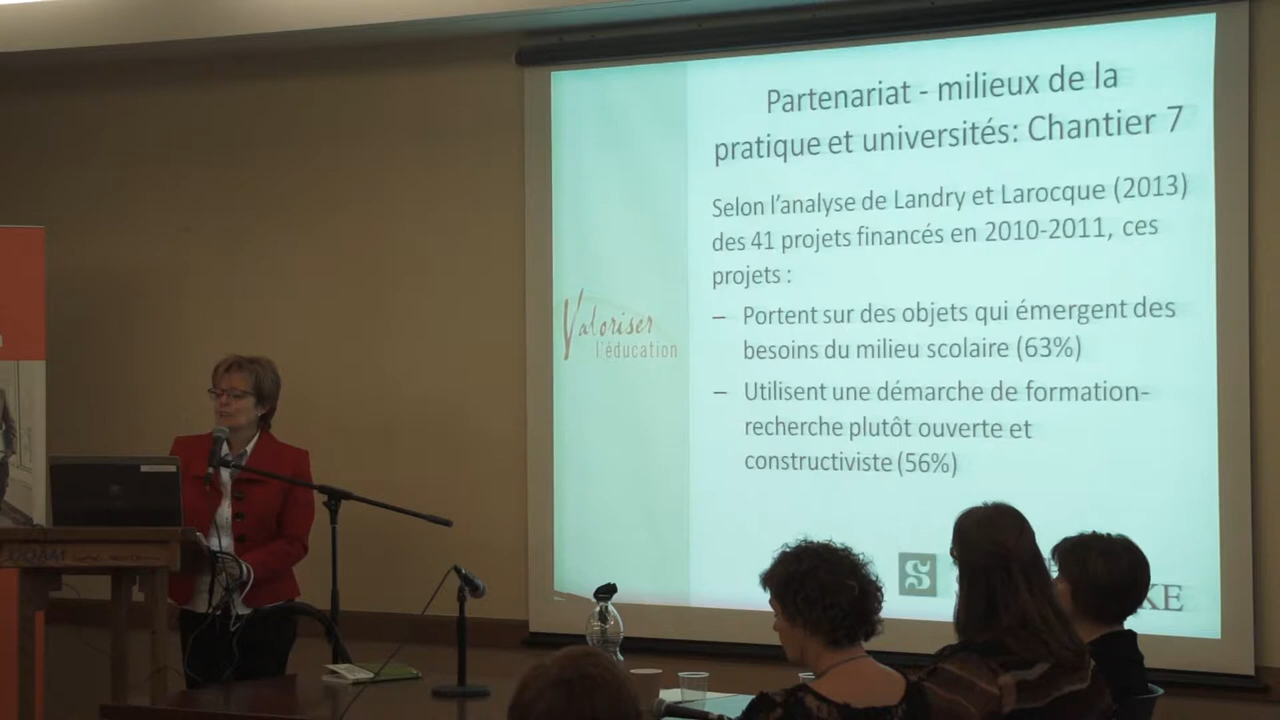 Partenariat - milieux de la
pratique et universités: Chantier 7
Selon l'analyse de Landry et Larocque (2013)
des 41 projets financés en 2010-2011, ces
projets :
– Portent sur des objets qui émergent des
besoins du milieu scolaire (63%)
– Utilisent une démarche de formation-
recherche plutôt ouverte et
constructiviste (56%)
Valoriser
l'éducation
S
KE
UQAM